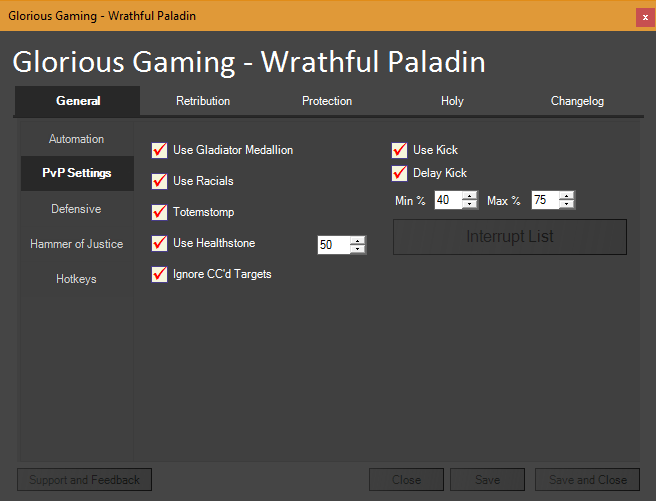 Glorious Gaming - Wrathful Paladin
x
Glorious Gaming - Wrathful Paladin
General Retribution Protection Holy Changelog
Automation
PvP Settings
Defensive
Hammer of Justice
Hotkeys
Use Gladiator Medallion
Use Racials
Totemstomp
Use Healthstone 50
Ignore CC'd Targets
Use Kick
Delay Kick
Min % 40 Max % 75
Interrupt List
Support and Feedback Close Save Save and Close